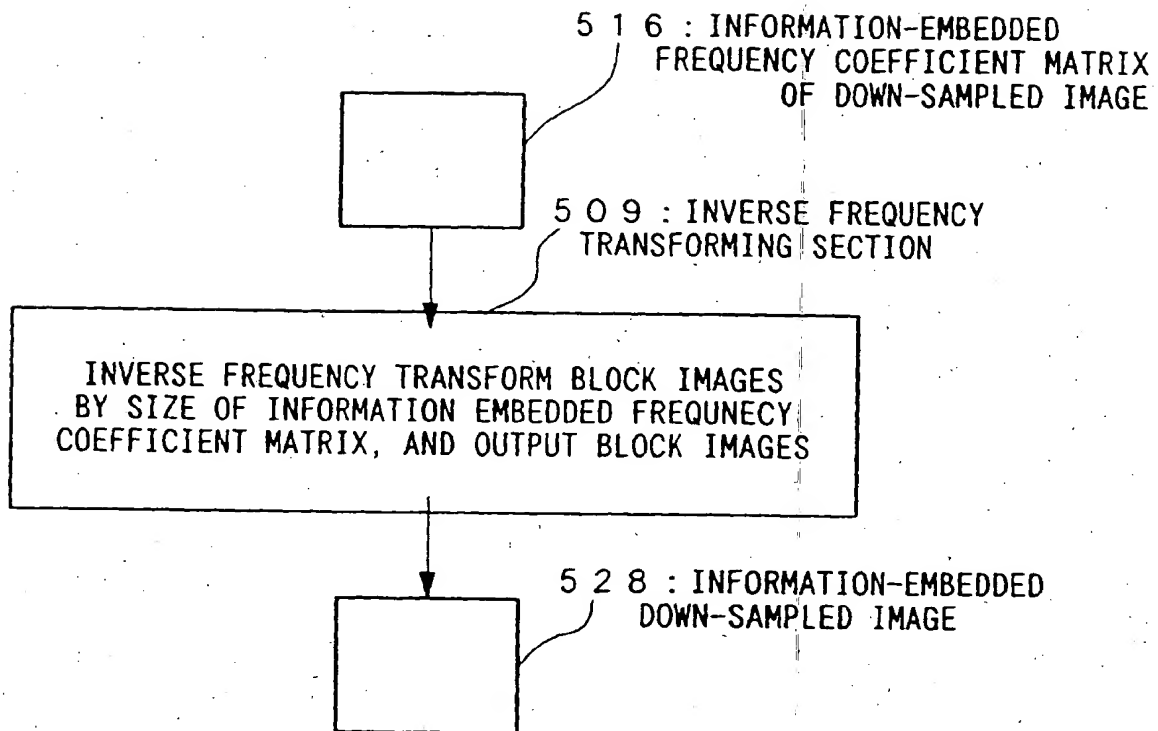 5 1 6 : INFORMATION-EMBEDDED
FREQUENCY COEFFICIENT MATRIX
OF DOWN-SAMPLED IMAGE
5 0 9 : INVERSE FREQUENCY
TRANSFORMING SECTION
INVERSE FREQUENCY TRANSFORM BLOCK IMAGES
BY SIZE OF INFORMATION EMBEDDED FREQUNECY
COEFFICIENT MATRIX, AND OUTPUT BLOCK IMAGES
5 2 8 : INFORMATION-EMBEDDED
DOWN-SAMPLED IMAGE